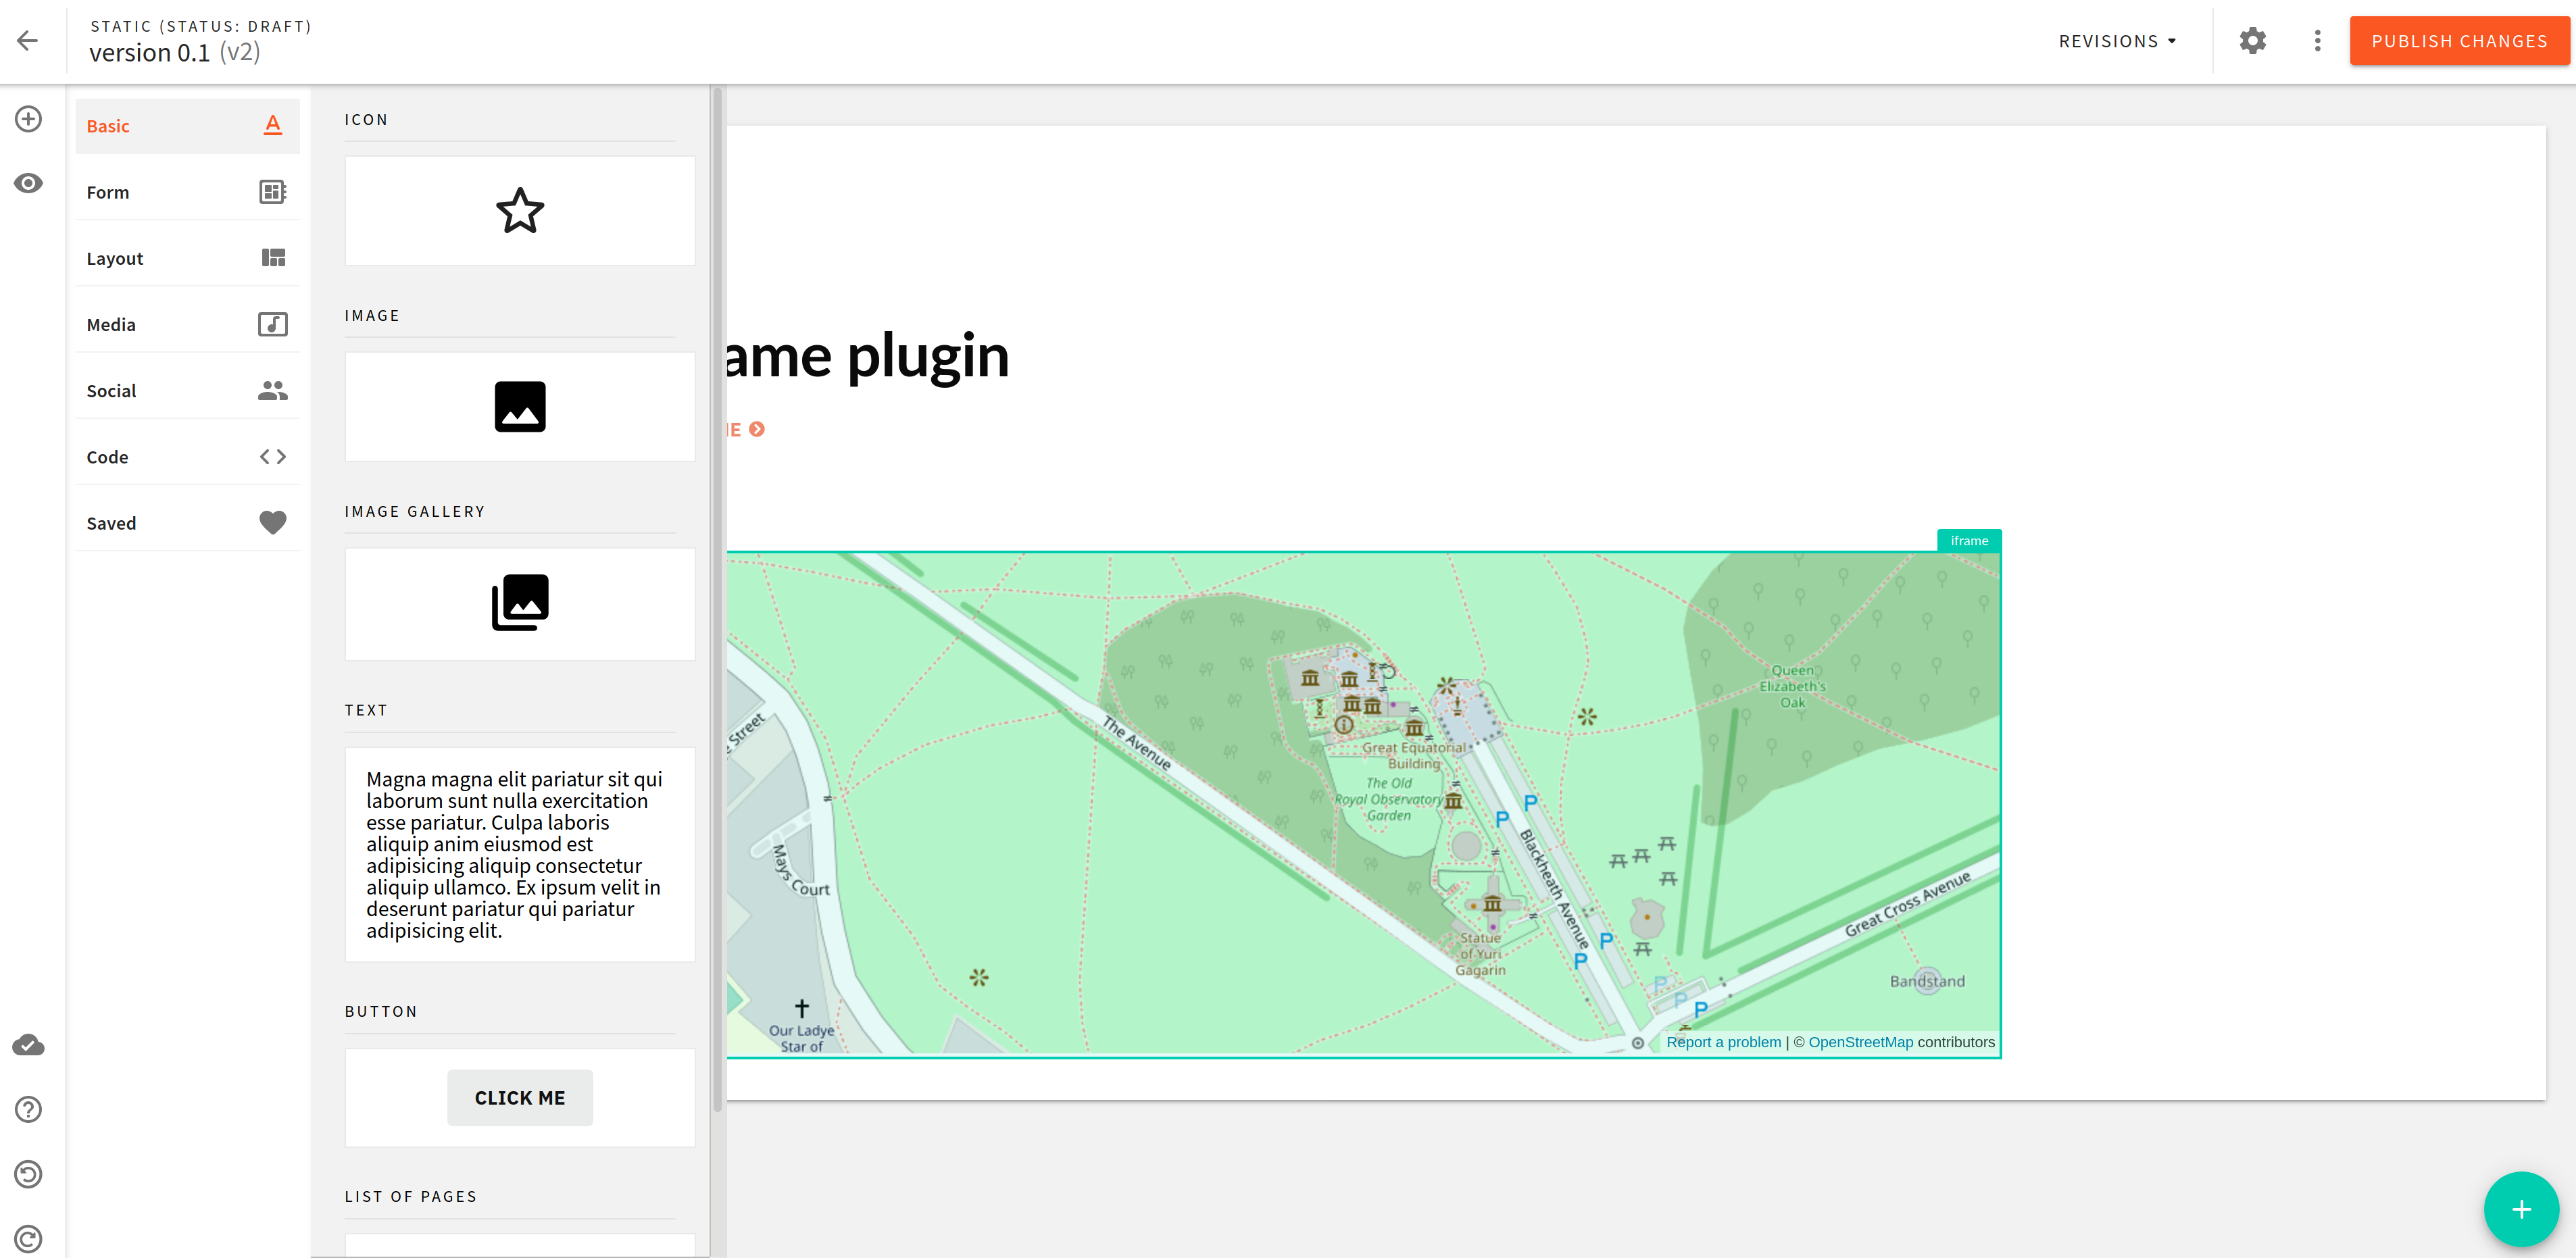 STATIC (STATUS: DRAFT)
version 0.1 (v2)
REVISIONS
PUBLISH CHANGES
Basic
Form
Layout
Media
Social
Code
Saved
ICON
IMAGE
IMAGE GALLERY
TEXT
Magna magna elit pariatur sit qui
laborum sunt nulla exercitation
esse pariatur. Culpa laboris
aliquip anim eiusmod est
adipisicing aliquip consectetur
aliquip ullamco. Ex ipsum velit in
deserunt pariatur qui pariatur
adipisicing elit.
BUTTON
CLICK ME
LIST OF PAGES
ame plugin
E
iframe
Queen
Elizabeth's
Oak
Street
The Avenue
Great Equatorial
Building
The Old
Royal Observatory
Garden
Mays Court
Blackheath Avenue
Great Cross Avenue
Statue
of Yuri
Gagarin
Bandstand
Our Ladye
Star of
P
P
P
P
P
P
P
Report a problem | © OpenStreetMap contributors